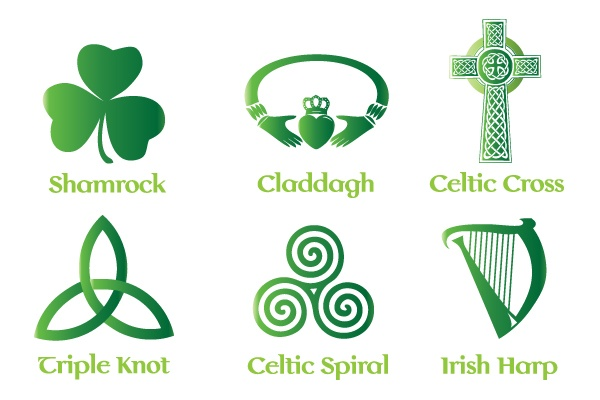 Shamrock
Claddagh
Celtic Cross
Triple Knot
Celtic Spiral
Irish Harp